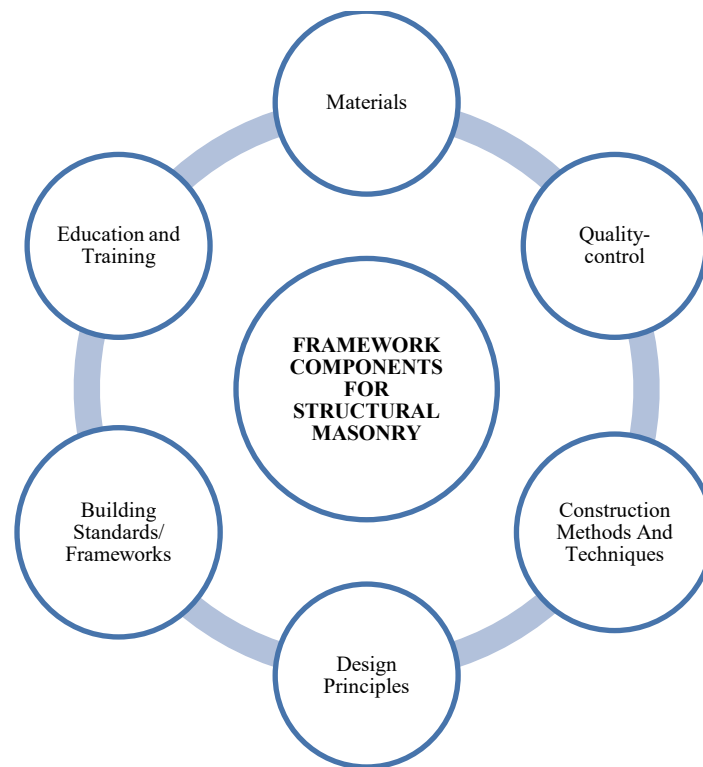 Materials
Education and
Training
Quality-
control
FRAMEWORK
COMPONENTS
FOR
STRUCTURAL
MASONRY
Building
Standards/
Frameworks
Construction
Methods And
Techniques
Design
Principles